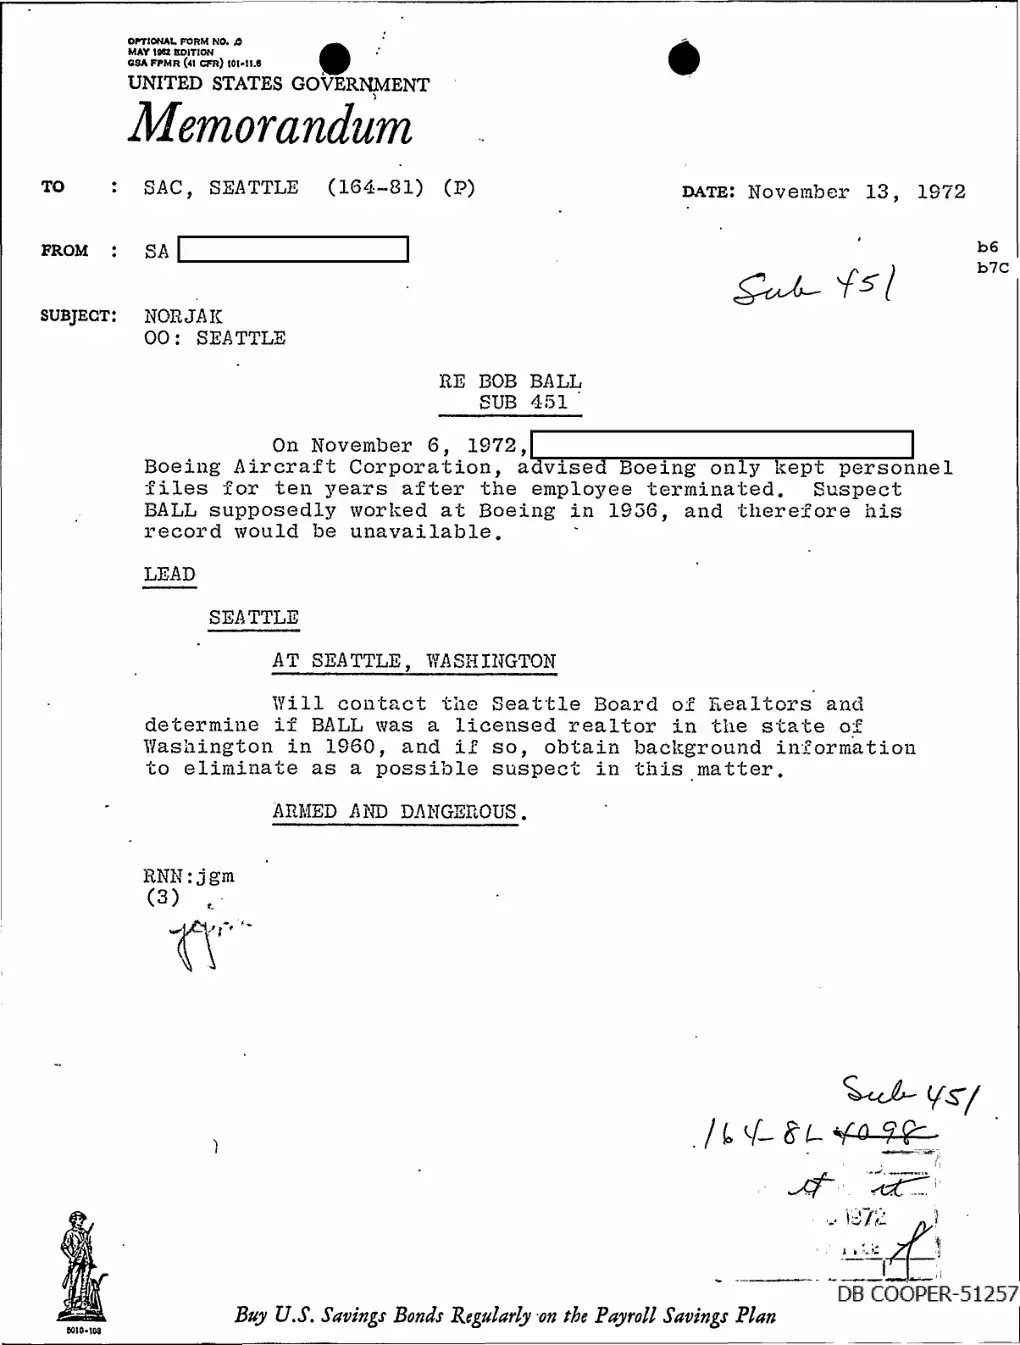 OPTIONAL FORM NO.
MAY 1962 EDITION
GSA FPMR (41 CFR) 101-11.6
UNITED STATES GOVERNMENT
Memorandum
TO : SAC, SEATTLE (164-81) (P)
DATE: November 13, 1972
FROM : SA
b6
b7C
Sub 451
SUBJECT: NORJAK
OO: SEATTLE
RE BOB BALL
SUB 451
On November 6, 1972,
Boeing Aircraft Corporation, advised Boeing only kept personnel
files for ten years after the employee terminated. Suspect
BALL supposedly worked at Boeing in 1956, and therefore his
record would be unavailable.
LEAD
SEATTLE
AT SEATTLE, WASHINGTON
Will contact the Seattle Board of Realtors and
determine if BALL was a licensed realtor in the state of
Washington in 1960, and if so, obtain background information
to eliminate as a possible suspect in this matter.
ARMED AND DANGEROUS.
RNN:jgm
(3)
jgm
Sub 451
164-81-4098
1972
DB COOPER-51257
Buy U.S. Savings Bonds Regularly on the Payroll Savings Plan
5010-108